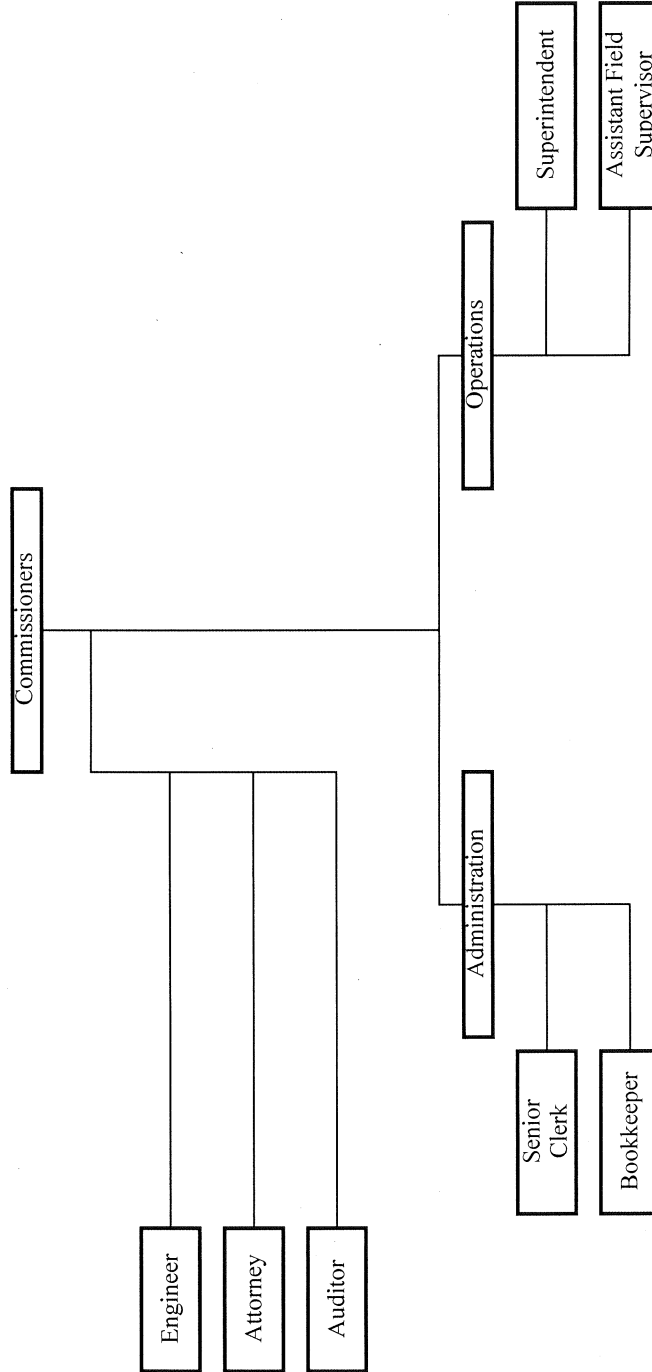 Commissioners
Engineer
Attorney
Auditor
Administration
Operations
Senior
Clerk
Bookkeeper
Superintendent
Assistant Field
Supervisor